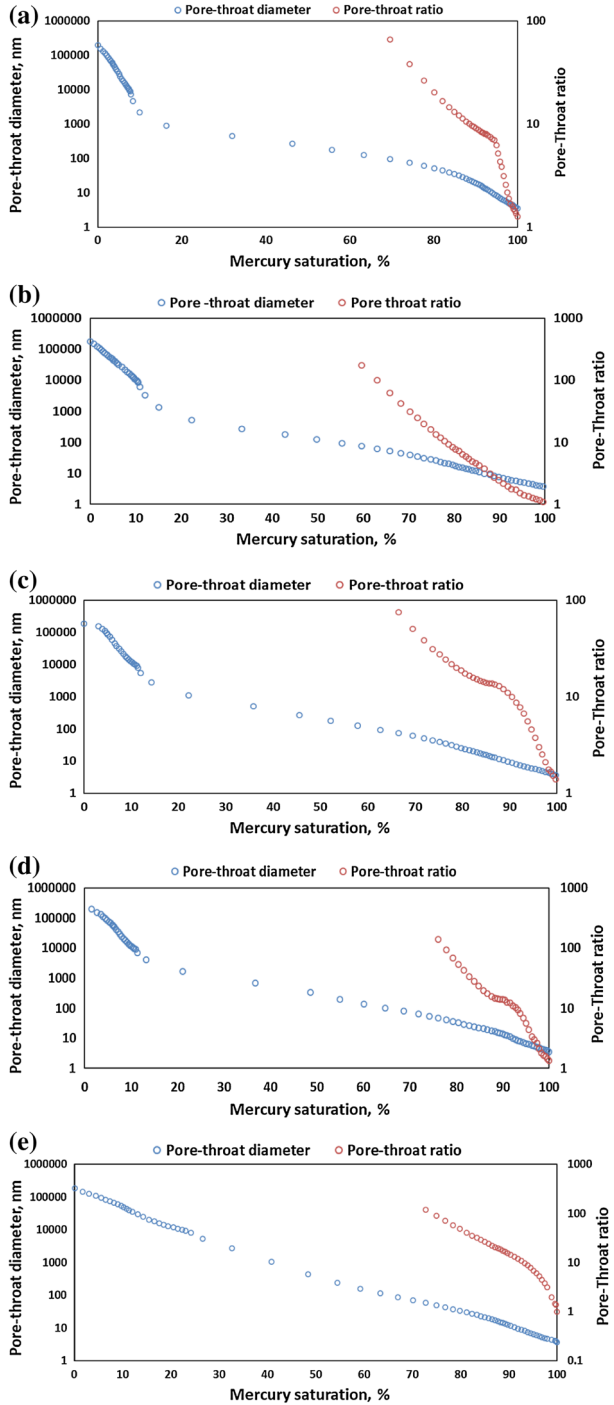 (a)
Pore-throat diameter Pore-throat ratio
Pore-throat diameter, nm
1000000
100000
10000
1000
100
10
1
100
10
1
Pore-Throat ratio
0 20 40 60 80 100
Mercury saturation, %
(b)
Pore -throat diameter Pore throat ratio
Pore-throat diameter, nm
1000000
100000
10000
1000
100
10
1
1000
100
10
1
Pore-Throat ratio
0 10 20 30 40 50 60 70 80 90 100
Mercury saturation, %
(c)
Pore-throat diameter Pore-throat ratio
Pore-throat diameter, nm
1000000
100000
10000
1000
100
10
1
100
10
1
Pore-Throat ratio
0 10 20 30 40 50 60 70 80 90 100
Mercury saturation, %
(d)
Pore-throat diameter Pore-throat ratio
Pore-throat diameter, nm
1000000
100000
10000
1000
100
10
1
1000
100
10
1
Pore-Throat ratio
0 10 20 30 40 50 60 70 80 90 100
Mercury saturation, %
(e)
Pore-throat diameter Pore-throat ratio
Pore-throat diameter, nm
1000000
100000
10000
1000
100
10
1
1000
100
10
1
0.1
Pore-Throat ratio
0 10 20 30 40 50 60 70 80 90 100
Mercury saturation, %